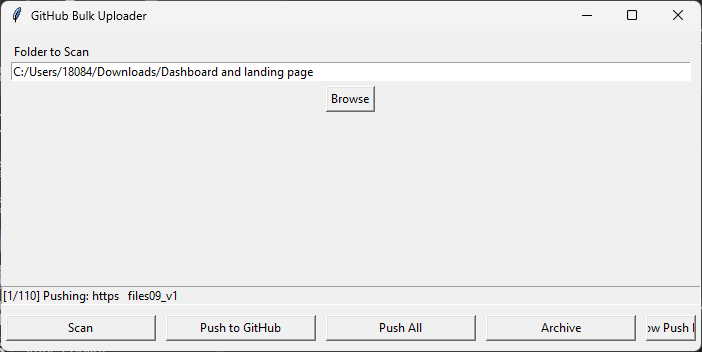 GitHub Bulk Uploader
Folder to Scan
C:/Users/18084/Downloads/Dashboard and landing page
Browse
[1/110] Pushing: https   files09_v1
Scan Push to GitHub Push All Archive ow Push